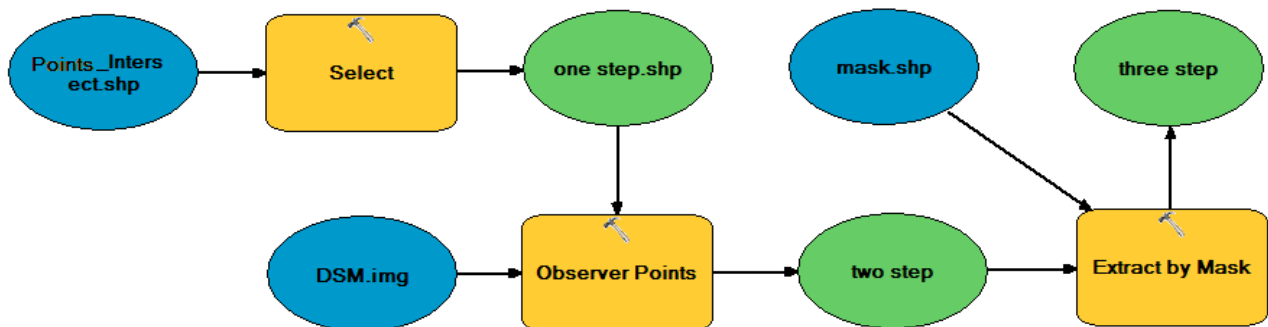 Points_Inters
ect.shp
Select
one step.shp
mask.shp
three step
DSM.img
Observer Points
two step
Extract by Mask